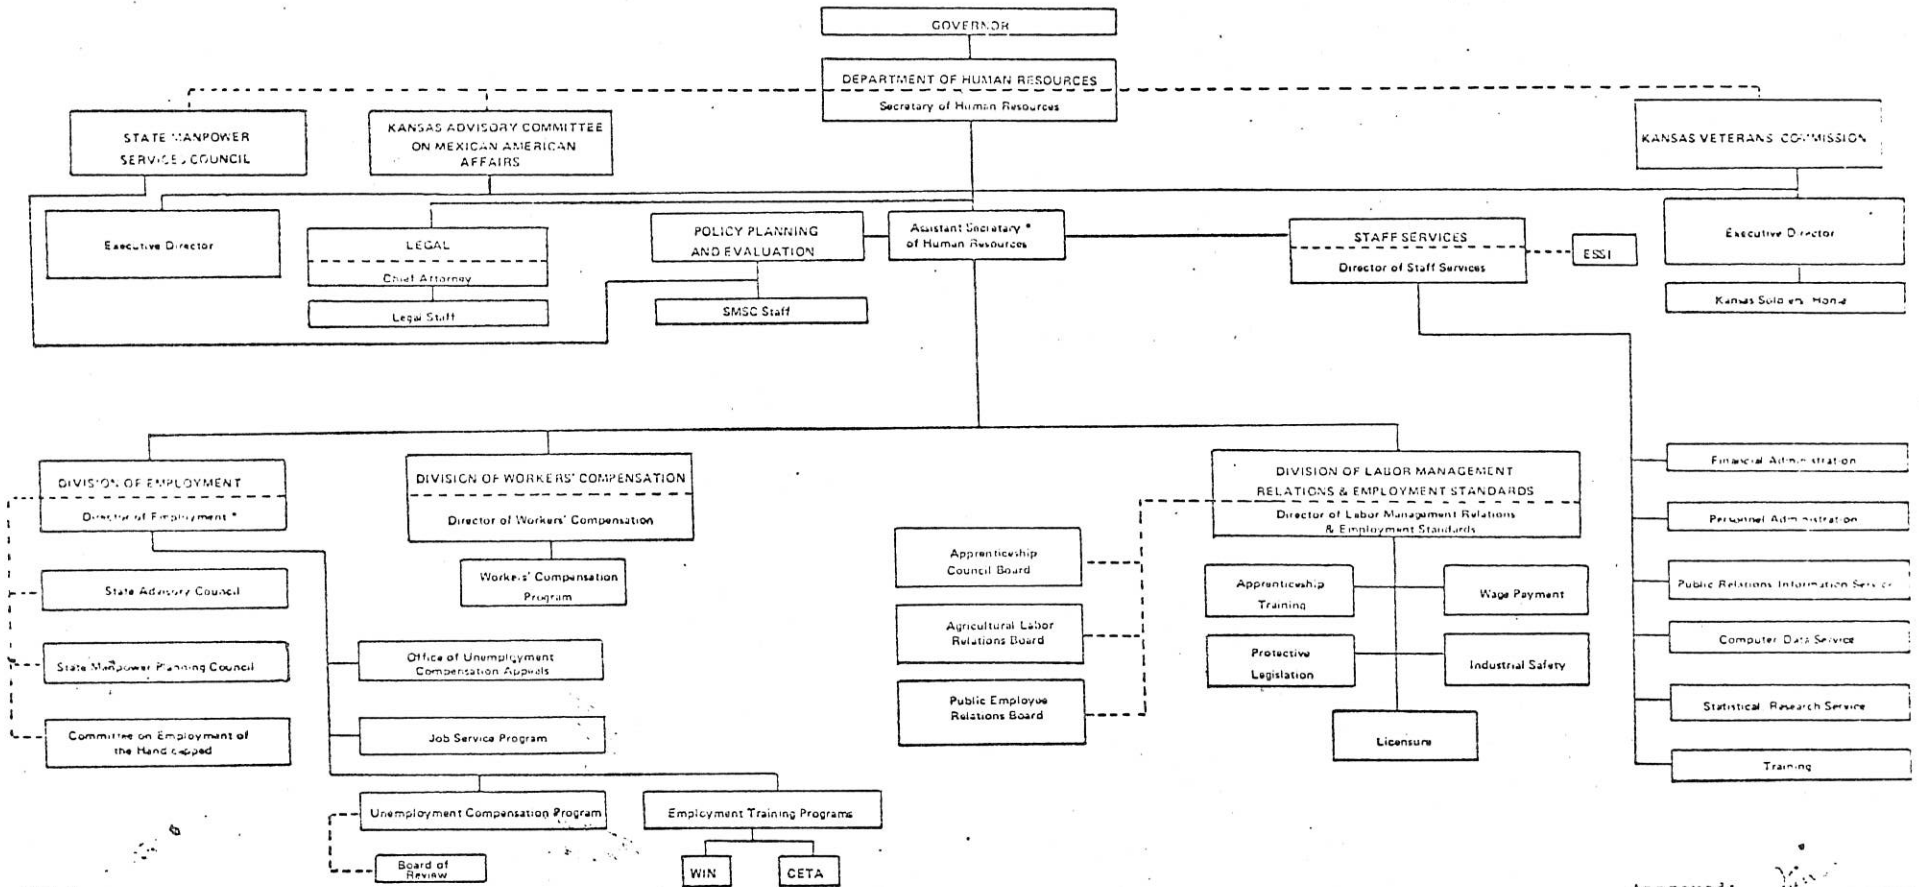 GOVERNOR
DEPARTMENT OF HUMAN RESOURCES
Secretary of Human Resources
STATE MANPOWER
SERVICES COUNCIL
KANSAS ADVISORY COMMITTEE
ON MEXICAN AMERICAN
AFFAIRS
KANSAS VETERANS' COMMISSION
Executive Director
LEGAL
Chief Attorney
Legal Staff
POLICY PLANNING
AND EVALUATION
SMSC Staff
Assistant Secretary *
of Human Resources
STAFF SERVICES
Director of Staff Services
ESSI
Executive Director
Kansas Soldiers' Home
DIVISION OF EMPLOYMENT
Director of Employment *
State Advisory Council
State Manpower Planning Council
Committee on Employment of
the Handicapped
DIVISION OF WORKERS' COMPENSATION
Director of Workers' Compensation
Workers' Compensation
Program
Office of Unemployment
Compensation Appeals
Job Service Program
Unemployment Compensation Program
Board of
Review
Employment Training Programs
WIN
CETA
DIVISION OF LABOR MANAGEMENT
RELATIONS & EMPLOYMENT STANDARDS
Director of Labor Management Relations
& Employment Standards
Apprenticeship
Council Board
Agricultural Labor
Relations Board
Public Employee
Relations Board
Apprenticeship
Training
Wage Payment
Protective
Legislation
Industrial Safety
Licensure
Financial Administration
Personnel Administration
Public Relations Information Service
Computer Data Service
Statistical Research Service
Training